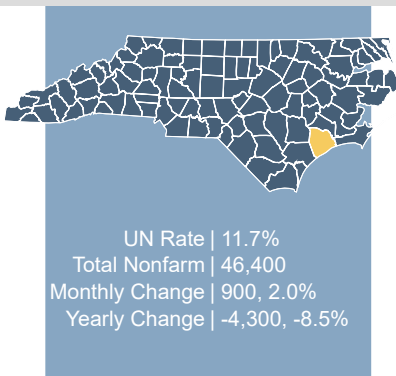 UN Rate | 11.7%
Total Nonfarm | 46,400
Monthly Change | 900, 2.0%
Yearly Change | -4,300, -8.5%